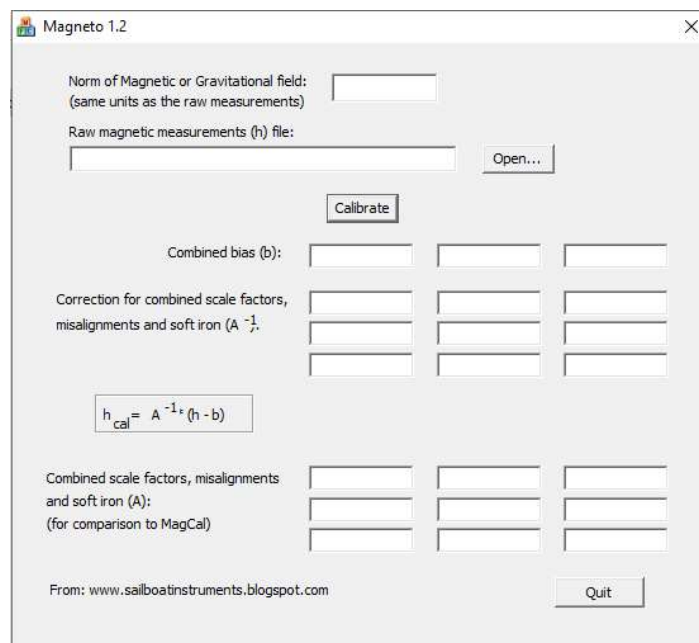 Magneto 1.2
Norm of Magnetic or Gravitational field:
(same units as the raw measurements)
Raw magnetic measurements (h) file:
Open...
Calibrate
Combined bias (b):
Correction for combined scale factors,
misalignments and soft iron (A -1):
h cal = A -1 * (h - b)
Combined scale factors, misalignments
and soft iron (A):
(for comparison to MagCal)
From: www.sailboatinstruments.blogspot.com
Quit